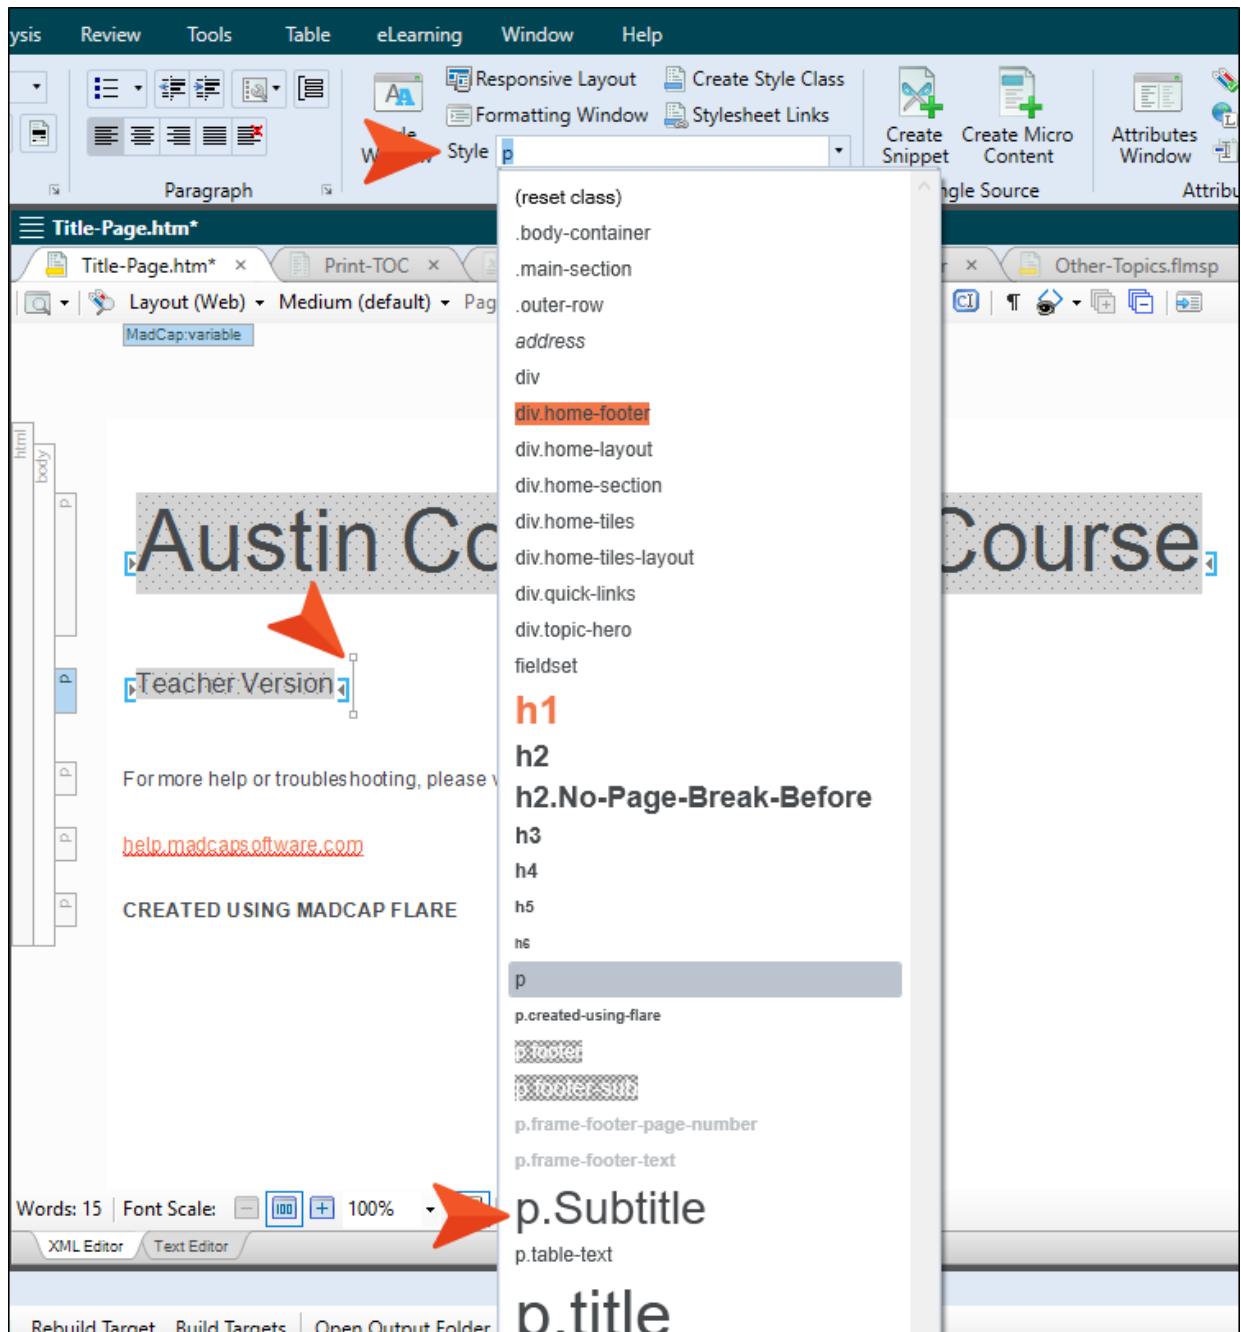 ysis Review Tools Table eLearning Window Help
Responsive Layout Create Style Class
Formatting Window Stylesheet Links
Style p
Create Snippet
Create Micro Content
Attributes Window
Paragraph
Title-Page.htm*
Title-Page.htm* × Print-TOC × × Other-Topics.flmsp
Layout (Web) Medium (default) Pag
MadCap:variable
html
body
p
Austin Co
Course
p
Teacher Version
p
For more help or troubleshooting, please v
p
help.madcapsoftware.com
p
CREATED USING MADCAP FLARE
(reset class)
.body-container
.main-section
.outer-row
address
div
div.home-footer
div.home-layout
div.home-section
div.home-tiles
div.home-tiles-layout
div.quick-links
div.topic-hero
fieldset
h1
h2
h2.No-Page-Break-Before
h3
h4
h5
h6
p
p.created-using-flare
p.footer
p.footer-sub
p.frame-footer-page-number
p.frame-footer-text
p.Subtitle
p.table-text
p.title
Words: 15 Font Scale: 100 100%
XML Editor Text Editor
Rebuild Target Build Targets Open Output Folder